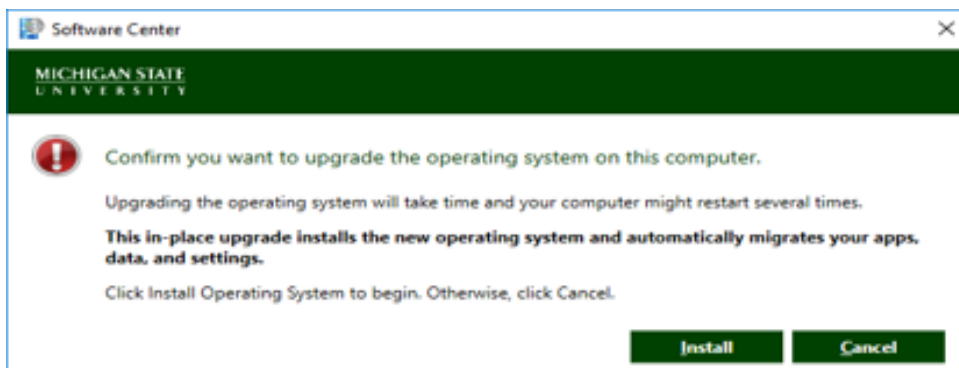 Software Center
MICHIGAN STATE
UNIVERSITY
Confirm you want to upgrade the operating system on this computer.
Upgrading the operating system will take time and your computer might restart several times.
This in-place upgrade installs the new operating system and automatically migrates your apps,
data, and settings.
Click Install Operating System to begin. Otherwise, click Cancel.
Install Cancel